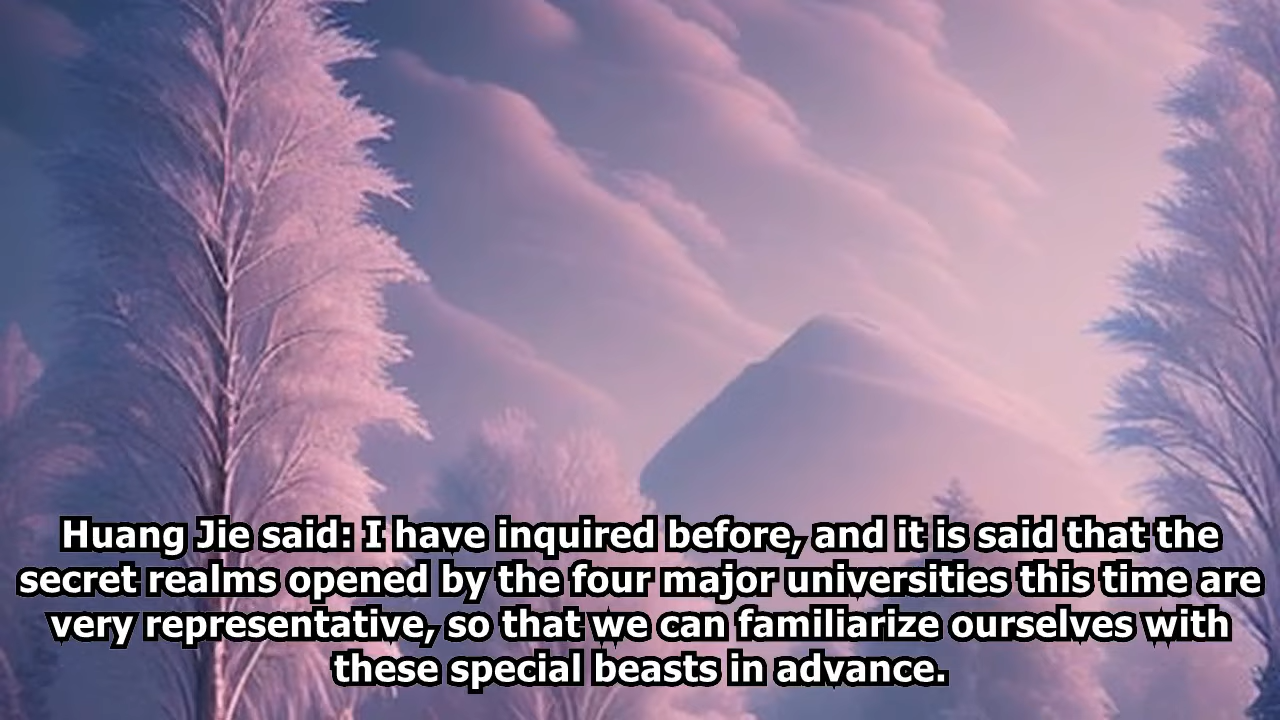 Huang Jie said: I have inquired before, and it is said that the
secret realms opened by the four major universities this time are
very representative, so that we can familiarize ourselves with
these special beasts in advance.